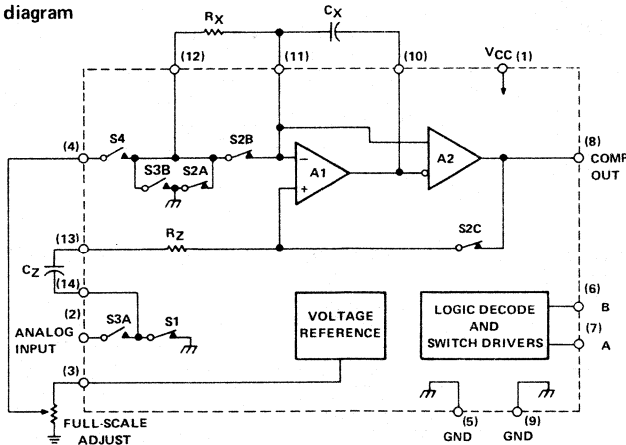 diagram
RX
CX
(12)
(11)
(10)
VCC (1)
(4)
S4
S2B
S3B
S2A
A1
A2
(8)
COMP
OUT
(13)
RZ
S2C
CZ
(14)
(2)
ANALOG
INPUT
S3A
S1
VOLTAGE
REFERENCE
LOGIC DECODE
AND
SWITCH DRIVERS
(6)
B
(7)
A
(3)
FULL-SCALE
ADJUST
(5)
GND
(9)
GND